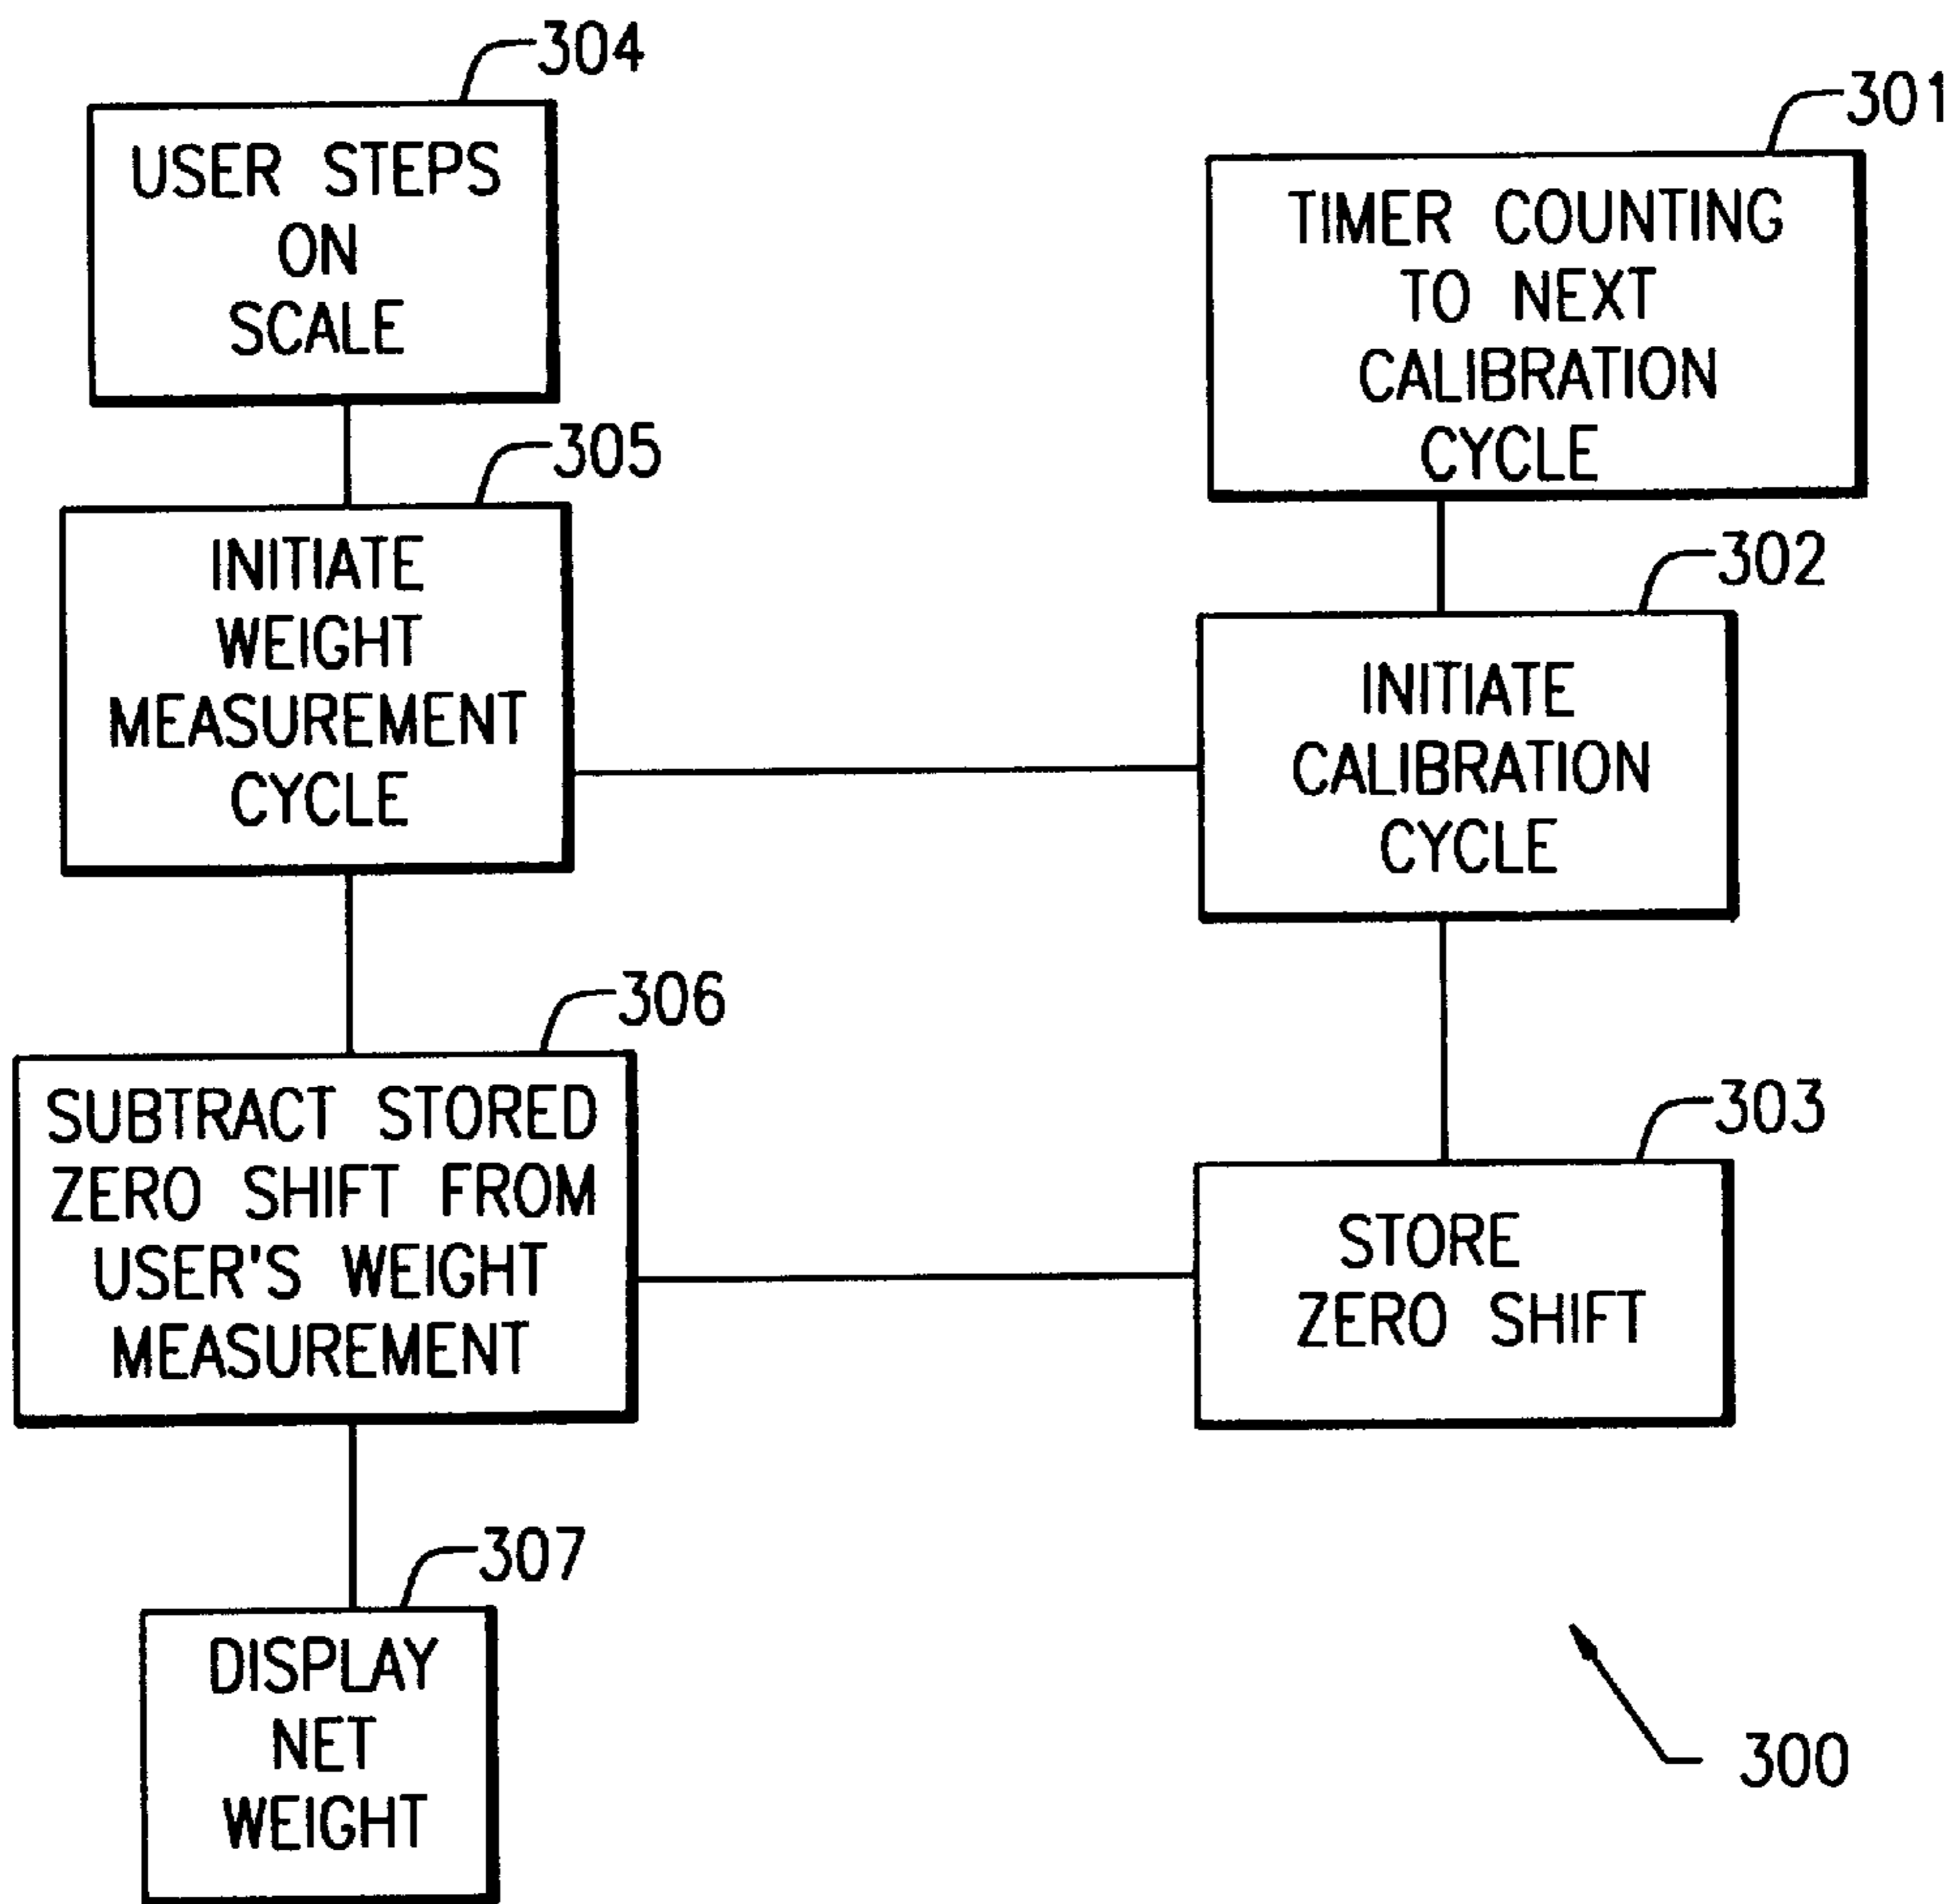 304
USER STEPS
ON
SCALE
301
TIMER COUNTING
TO NEXT
CALIBRATION
CYCLE
305
INITIATE
WEIGHT
MEASUREMENT
CYCLE
302
INITIATE
CALIBRATION
CYCLE
306
SUBTRACT STORED
ZERO SHIFT FROM
USER'S WEIGHT
MEASUREMENT
303
STORE
ZERO SHIFT
307
DISPLAY
NET
WEIGHT
300